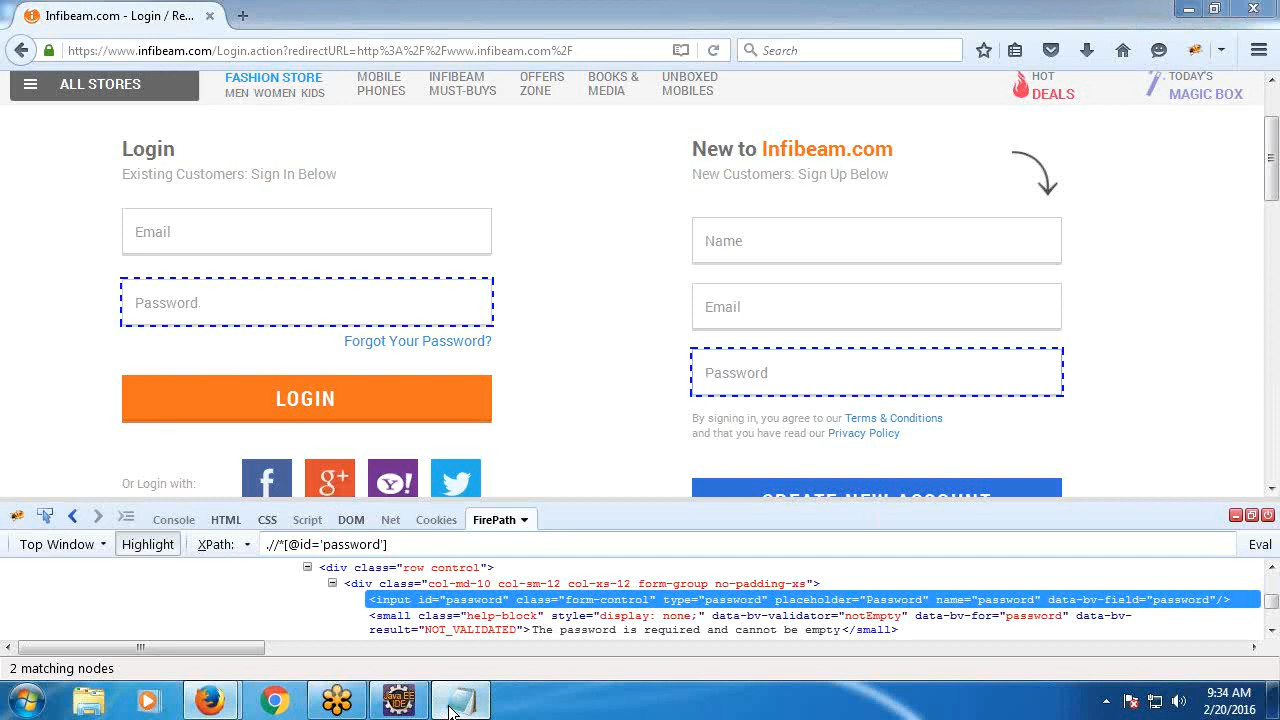 Infibeam.com - Login / Re...
https://www.infibeam.com/Login.action?redirectURL=http%3A%2F%2Fwww.infibeam.com%2F
Search
ALL STORES
FASHION STORE
MEN WOMEN KIDS
MOBILE
PHONES
INFIBEAM
MUST-BUYS
OFFERS
ZONE
BOOKS &
MEDIA
UNBOXED
MOBILES
HOT
DEALS
TODAY'S
MAGIC BOX
Login
Existing Customers: Sign In Below
Email
Password
Forgot Your Password?
LOGIN
Or Login with:
f
g+
Y!
New to Infibeam.com
New Customers: Sign Up Below
Name
Email
Password
By signing in, you agree to our Terms & Conditions
and that you have read our Privacy Policy
CREATE NEW ACCOUNT
Console
HTML
CSS
Script
DOM
Net
Cookies
FirePath
Top Window
Highlight
XPath:
.//*[@id='password']
Eval
<div class="row control">
<div class="col-md-10 col-sm-12 col-xs-12 form-group no-padding-xs">
<input id="password" class="form-control" type="password" placeholder="Password" name="password" data-bv-field="password"/>
<small class="help-block" style="display: none;" data-bv-validator="notEmpty" data-bv-for="password" data-bv-
result="NOT_VALIDATED">The password is required and cannot be empty</small>
2 matching nodes
Java EE
IDE
9:34 AM
2/20/2016